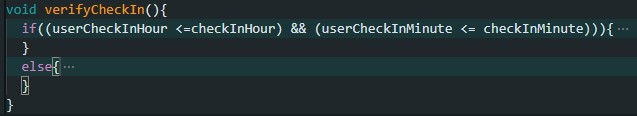 void verifyCheckIn(){
if((userCheckInHour <=checkInHour) && (userCheckInMinute <= checkInMinute))){ ⋯
}
else{ ⋯
}
}